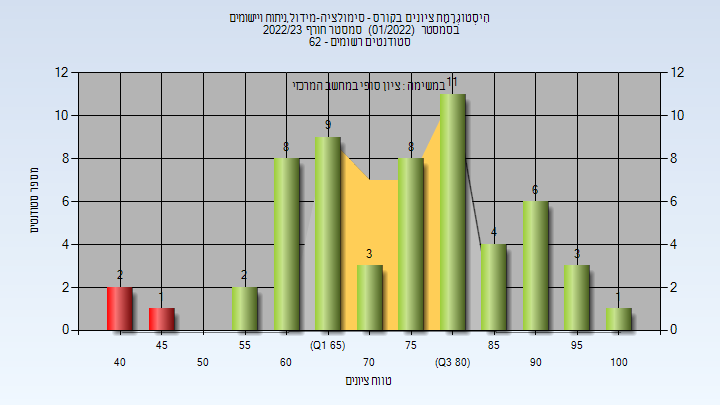 היסטוגרמת ציונים בקורס - סימולציה-מידול,ניתוח ויישומים
בסמסטר (01/2022) סמסטר חורף 2022/23
סטודנטים רשומים - 62
במשימה : ציון סופי במחשב המרכזי
12 12
10 10
8 8
6 6
4 4
2 2
0 0
2 1 2 8 9 3 8 11 4 6 3 1
מספר סטודנטים
45 55 (Q1 65) 75 85 95
40 50 60 70 (Q3 80) 90 100
טווח ציונים